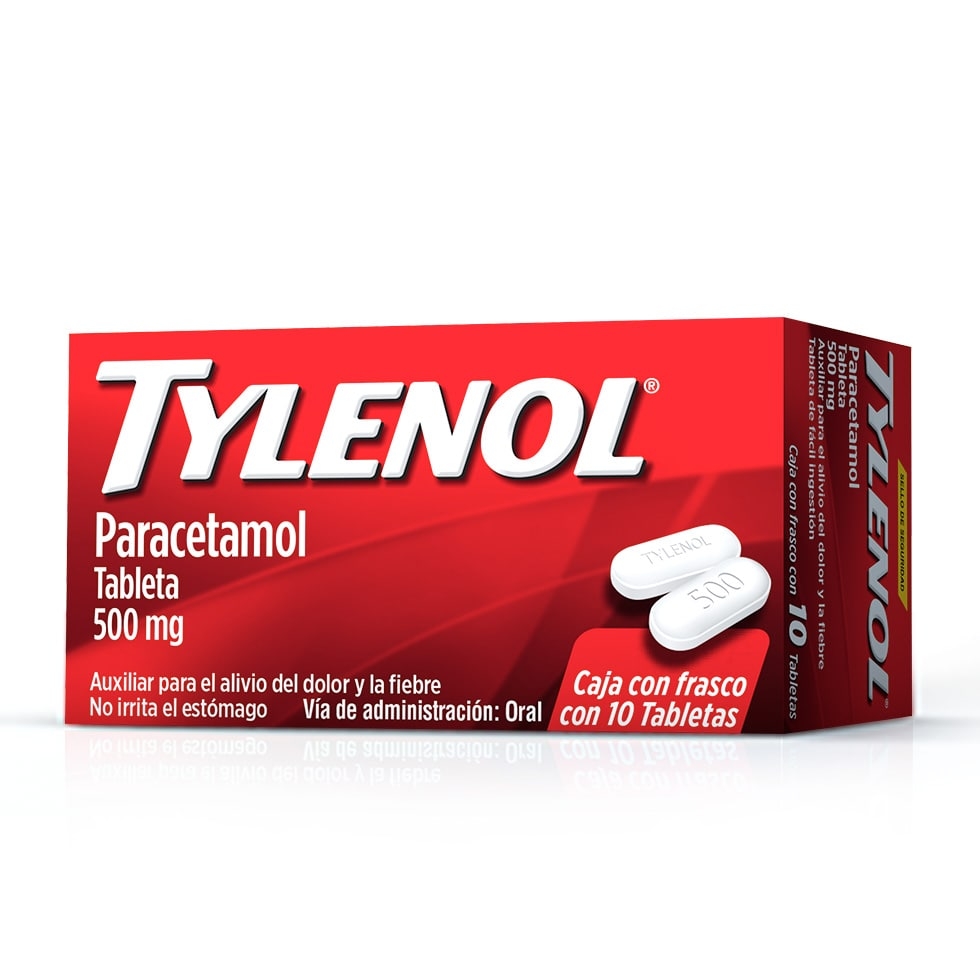 TYLENOL®
Paracetamol
Tableta
500 mg
TYLENOL
500
Auxiliar para el alivio del dolor y la fiebre
No irrita el estómago Vía de administración: Oral
Caja con frasco
con 10 Tabletas
TYLENOL®
SELLO DE SEGURIDAD
Paracetamol
Tableta
500 mg
Auxiliar para el alivio del dolor y la fiebre
Tableta de fácil ingestión
Caja con frasco con 10 Tabletas